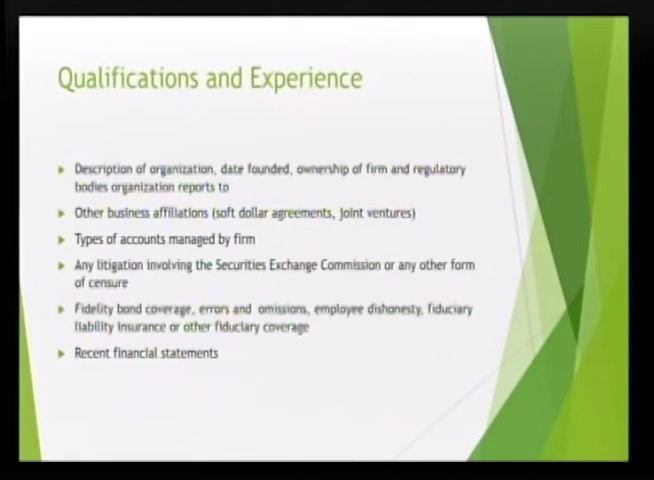 Qualifications and Experience
Description of organization, date founded, ownership of firm and regulatory
bodies organization reports to
Other business affiliations (soft dollar agreements, joint ventures)
Types of accounts managed by firm
Any litigation involving the Securities Exchange Commission or any other form
of censure
Fidelity bond coverage, errors and omissions, employee dishonesty, fiduciary
liability insurance or other fiduciary coverage
Recent financial statements